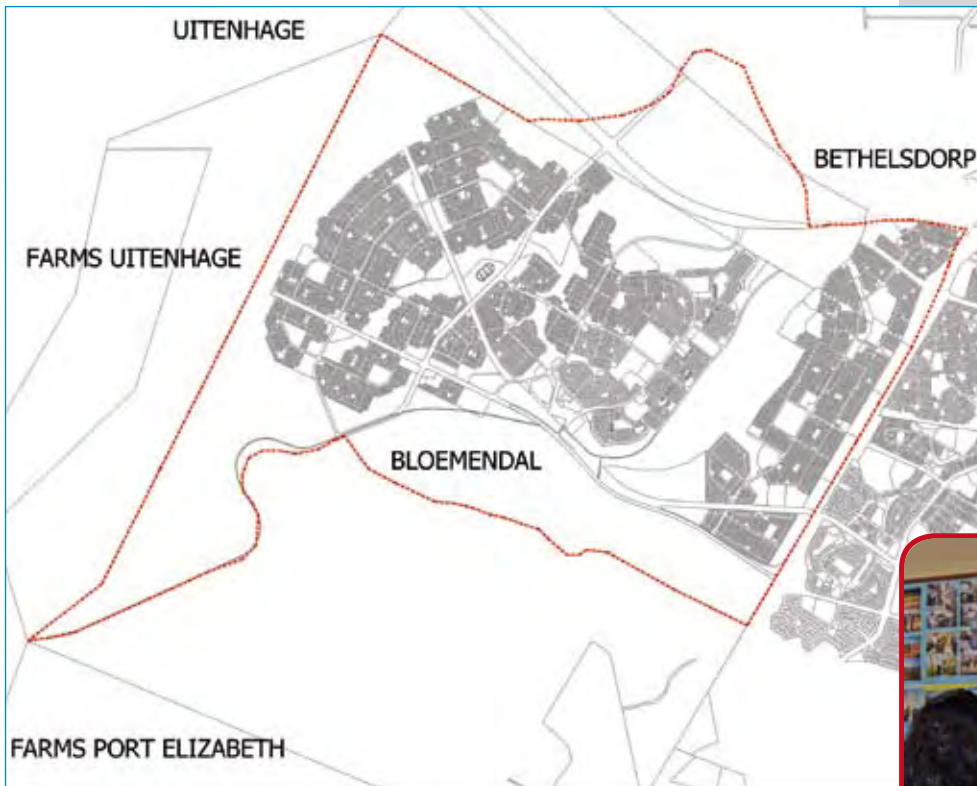 UITENHAGE
BETHELSDORP
FARMS UITENHAGE
BLOEMENDAL
FARMS PORT ELIZABETH